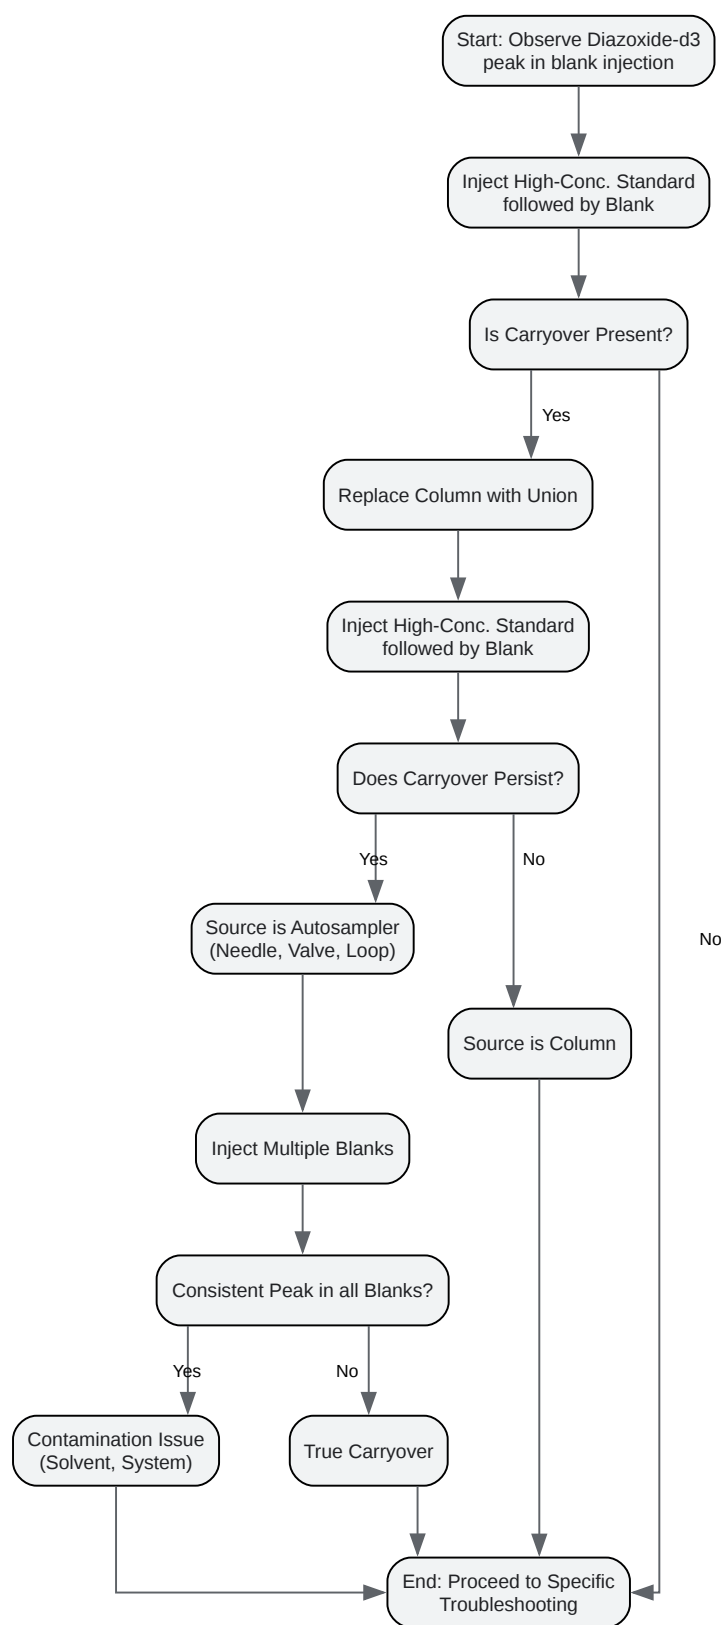 Start: Observe Diazoxide-d3
peak in blank injection
Inject High-Conc. Standard
followed by Blank
Is Carryover Present?
Yes
Replace Column with Union
Inject High-Conc. Standard
followed by Blank
Does Carryover Persist?
Yes
No
Source is Autosampler
(Needle, Valve, Loop)
No
Source is Column
Inject Multiple Blanks
Consistent Peak in all Blanks?
Yes
No
Contamination Issue
(Solvent, System)
True Carryover
End: Proceed to Specific
Troubleshooting